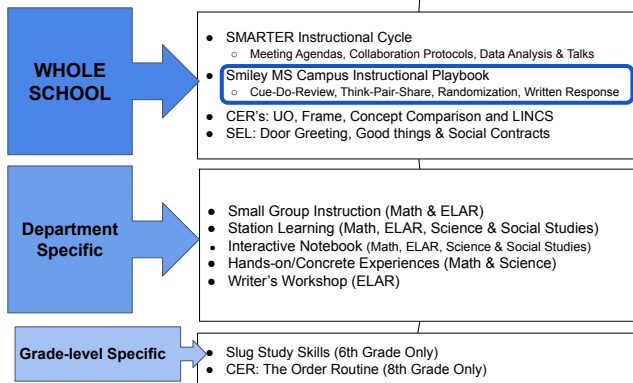 WHOLE
SCHOOL
● SMARTER Instructional Cycle
○ Meeting Agendas, Collaboration Protocols, Data Analysis & Talks
● Smiley MS Campus Instructional Playbook
○ Cue-Do-Review, Think-Pair-Share, Randomization, Written Response
● CER's: UO, Frame, Concept Comparison and LINCS
● SEL: Door Greeting, Good things & Social Contracts
Department
Specific
● Small Group Instruction (Math & ELAR)
● Station Learning (Math, ELAR, Science & Social Studies)
● Interactive Notebook (Math, ELAR, Science & Social Studies)
● Hands-on/Concrete Experiences (Math & Science)
● Writer's Workshop (ELAR)
Grade-level Specific
● Slug Study Skills (6th Grade Only)
● CER: The Order Routine (8th Grade Only)